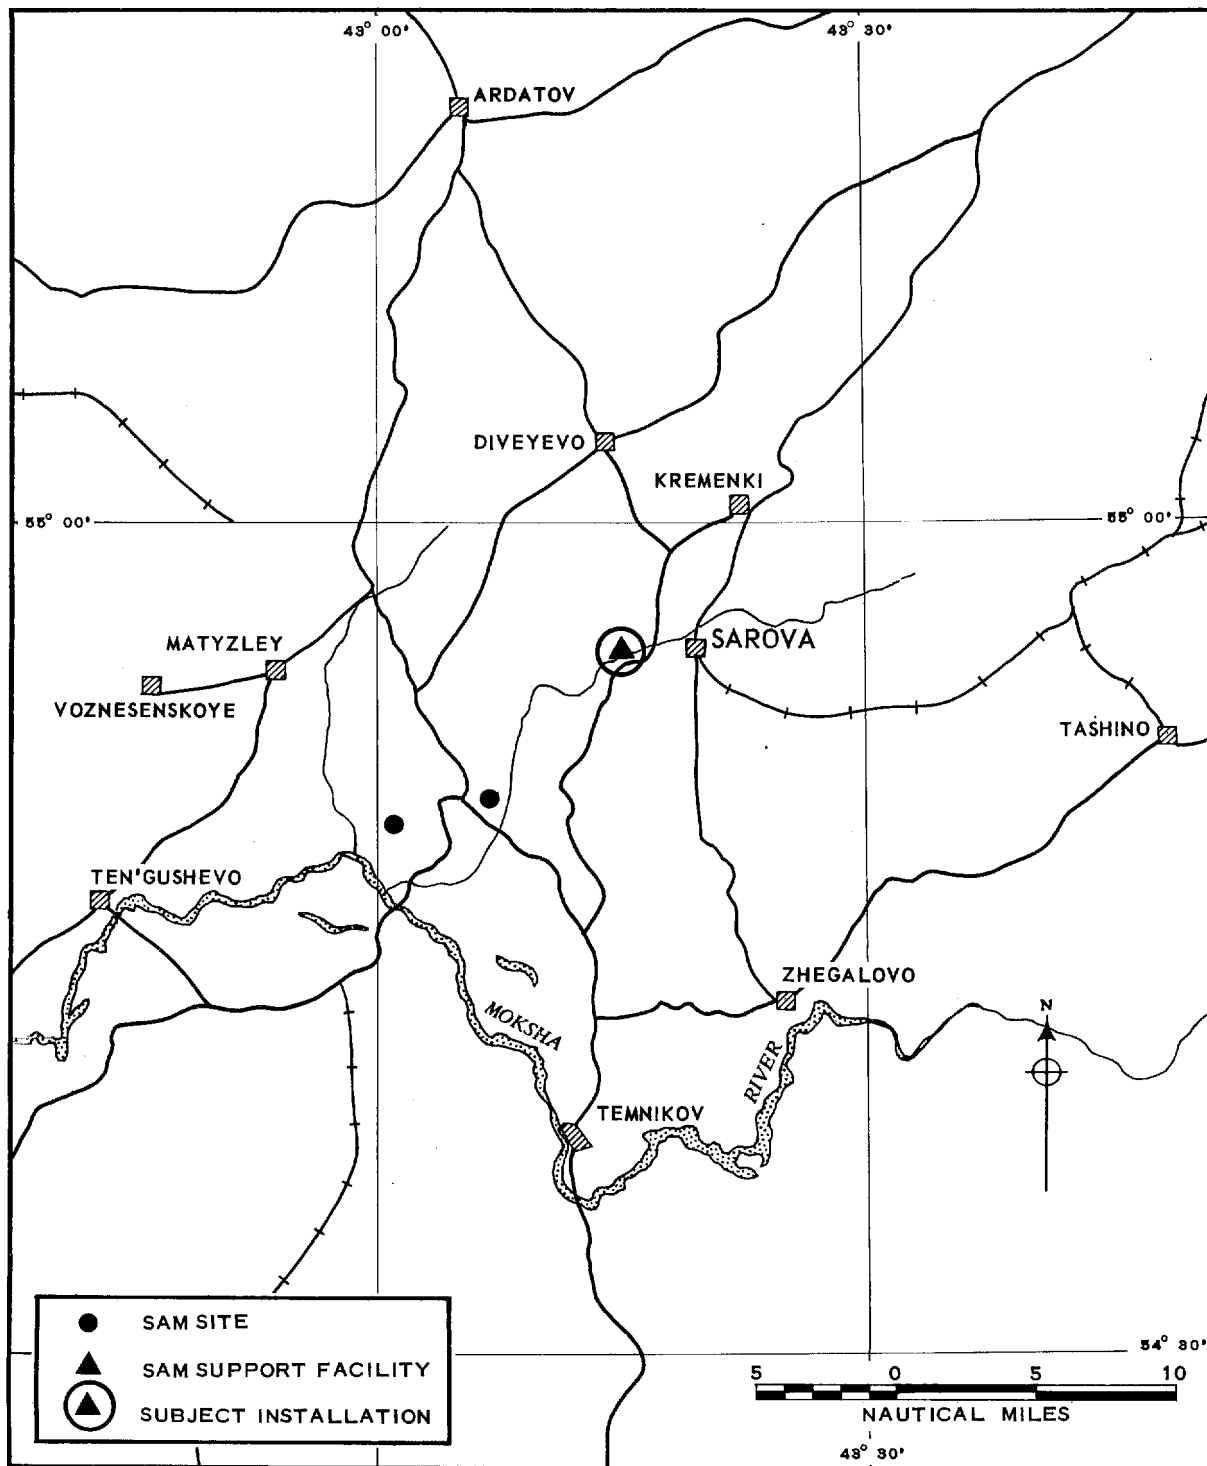 43° 00'
43° 30'
ARDATOV
DIVEYEVO
KREMENKI
55° 00'
55° 00'
MATYZLEY
SAROVA
VOZNESENSKOYE
TASHINO
TEN'GUSHEVO
ZHEGALOVO
MOKSHA
RIVER
N
TEMNIKOV
SAM SITE
SAM SUPPORT FACILITY
SUBJECT INSTALLATION
54° 30'
5 0 5 10
NAUTICAL MILES
43° 30'